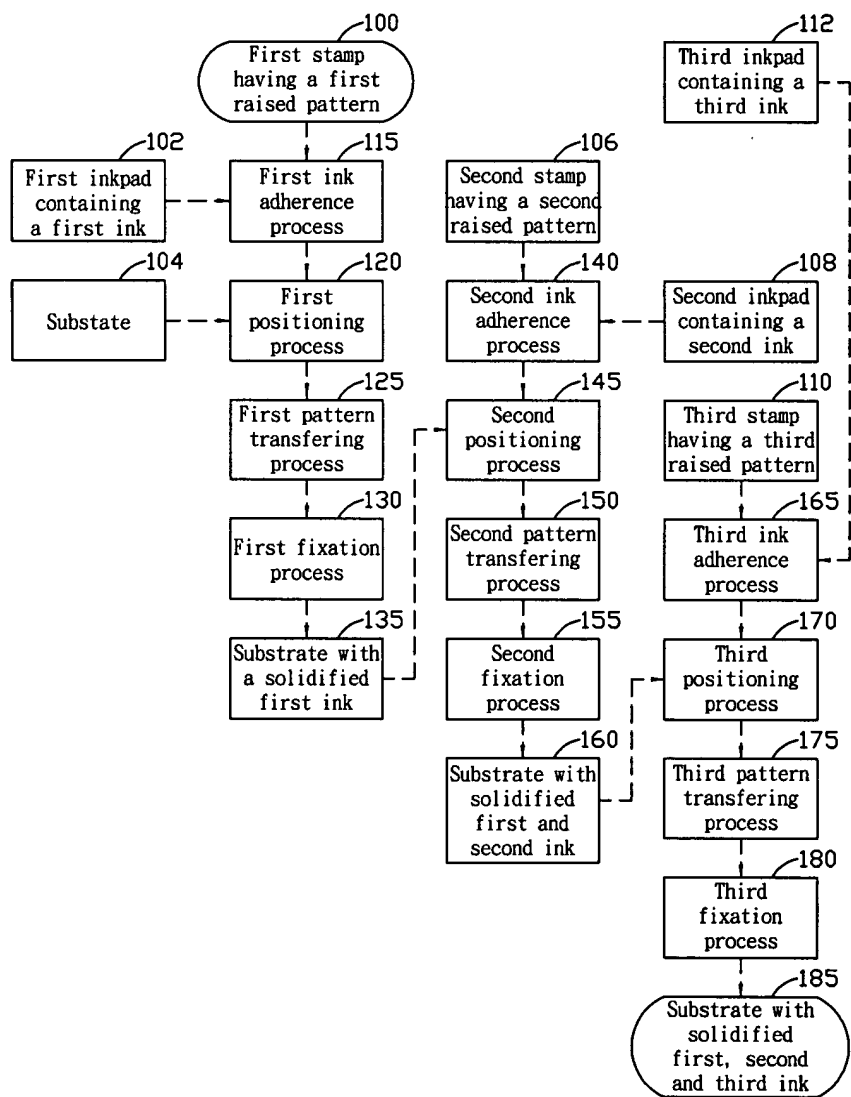 100
First stamp
having a first
raised pattern
112
Third inkpad
containing a
third ink
102
First inkpad
containing
a first ink
115
First ink
adherence
process
106
Second stamp
having a second
raised pattern
104
Substate
120
First
positioning
process
140
Second ink
adherence
process
108
Second inkpad
containing a
second ink
125
First pattern
transfering
process
145
Second
positioning
process
110
Third stamp
having a third
raised pattern
130
First fixation
process
150
Second pattern
transfering
process
165
Third ink
adherence
process
135
Substrate with
a solidified
first ink
155
Second
fixation
process
170
Third
positioning
process
160
Substrate with
solidified
first and
second ink
175
Third pattern
transfering
process
180
Third
fixation
process
185
Substrate with
solidified
first, second
and third ink